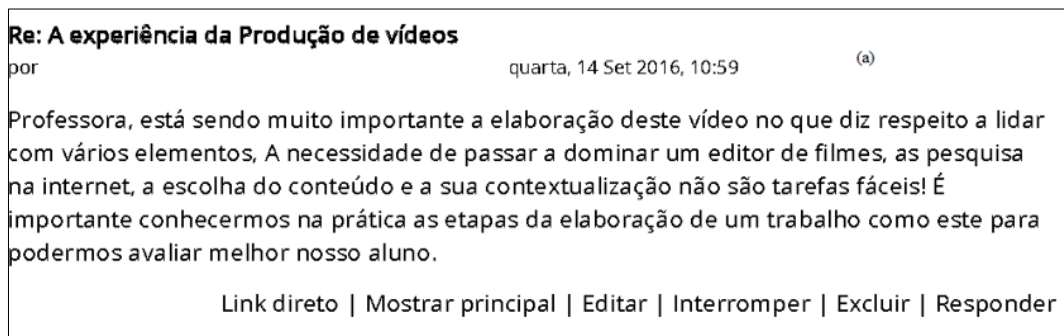 Re: A experiência da Produção de vídeos
por quarta, 14 Set 2016, 10:59 (a)
Professora, está sendo muito importante a elaboração deste vídeo no que diz respeito a lidar
com vários elementos, A necessidade de passar a dominar um editor de filmes, as pesquisa
na internet, a escolha do conteúdo e a sua contextualização não são tarefas fáceis! É
importante conhecermos na prática as etapas da elaboração de um trabalho como este para
podermos avaliar melhor nosso aluno.
Link direto | Mostrar principal | Editar | Interromper | Excluir | Responder